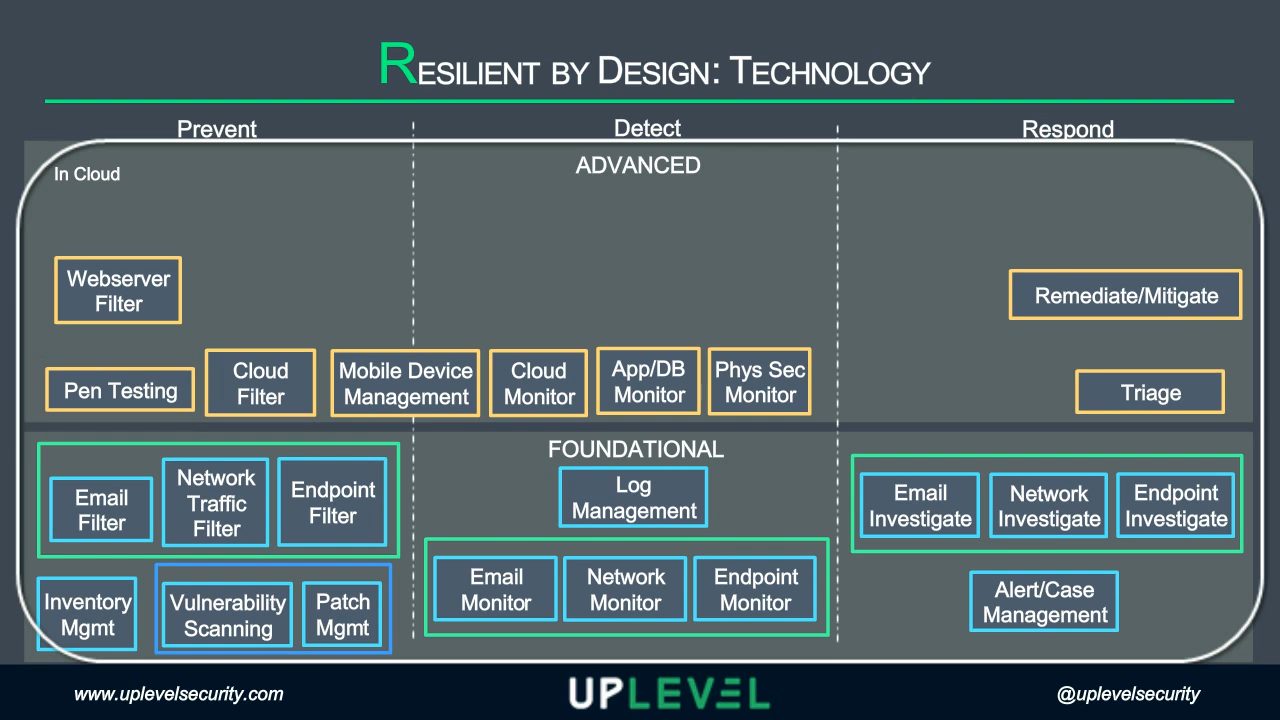 RESILIENT BY DESIGN: TECHNOLOGY
Prevent
Detect
Respond
ADVANCED
In Cloud
Webserver
Filter
Remediate/Mitigate
Pen Testing
Cloud
Filter
Mobile Device
Management
Cloud
Monitor
App/DB
Monitor
Phys Sec
Monitor
Triage
FOUNDATIONAL
Email
Filter
Network
Traffic
Filter
Endpoint
Filter
Log
Management
Email
Investigate
Network
Investigate
Endpoint
Investigate
Inventory
Mgmt
Vulnerability
Scanning
Patch
Mgmt
Email
Monitor
Network
Monitor
Endpoint
Monitor
Alert/Case
Management
www.uplevelsecurity.com
UPLEVEL
@uplevelsecurity